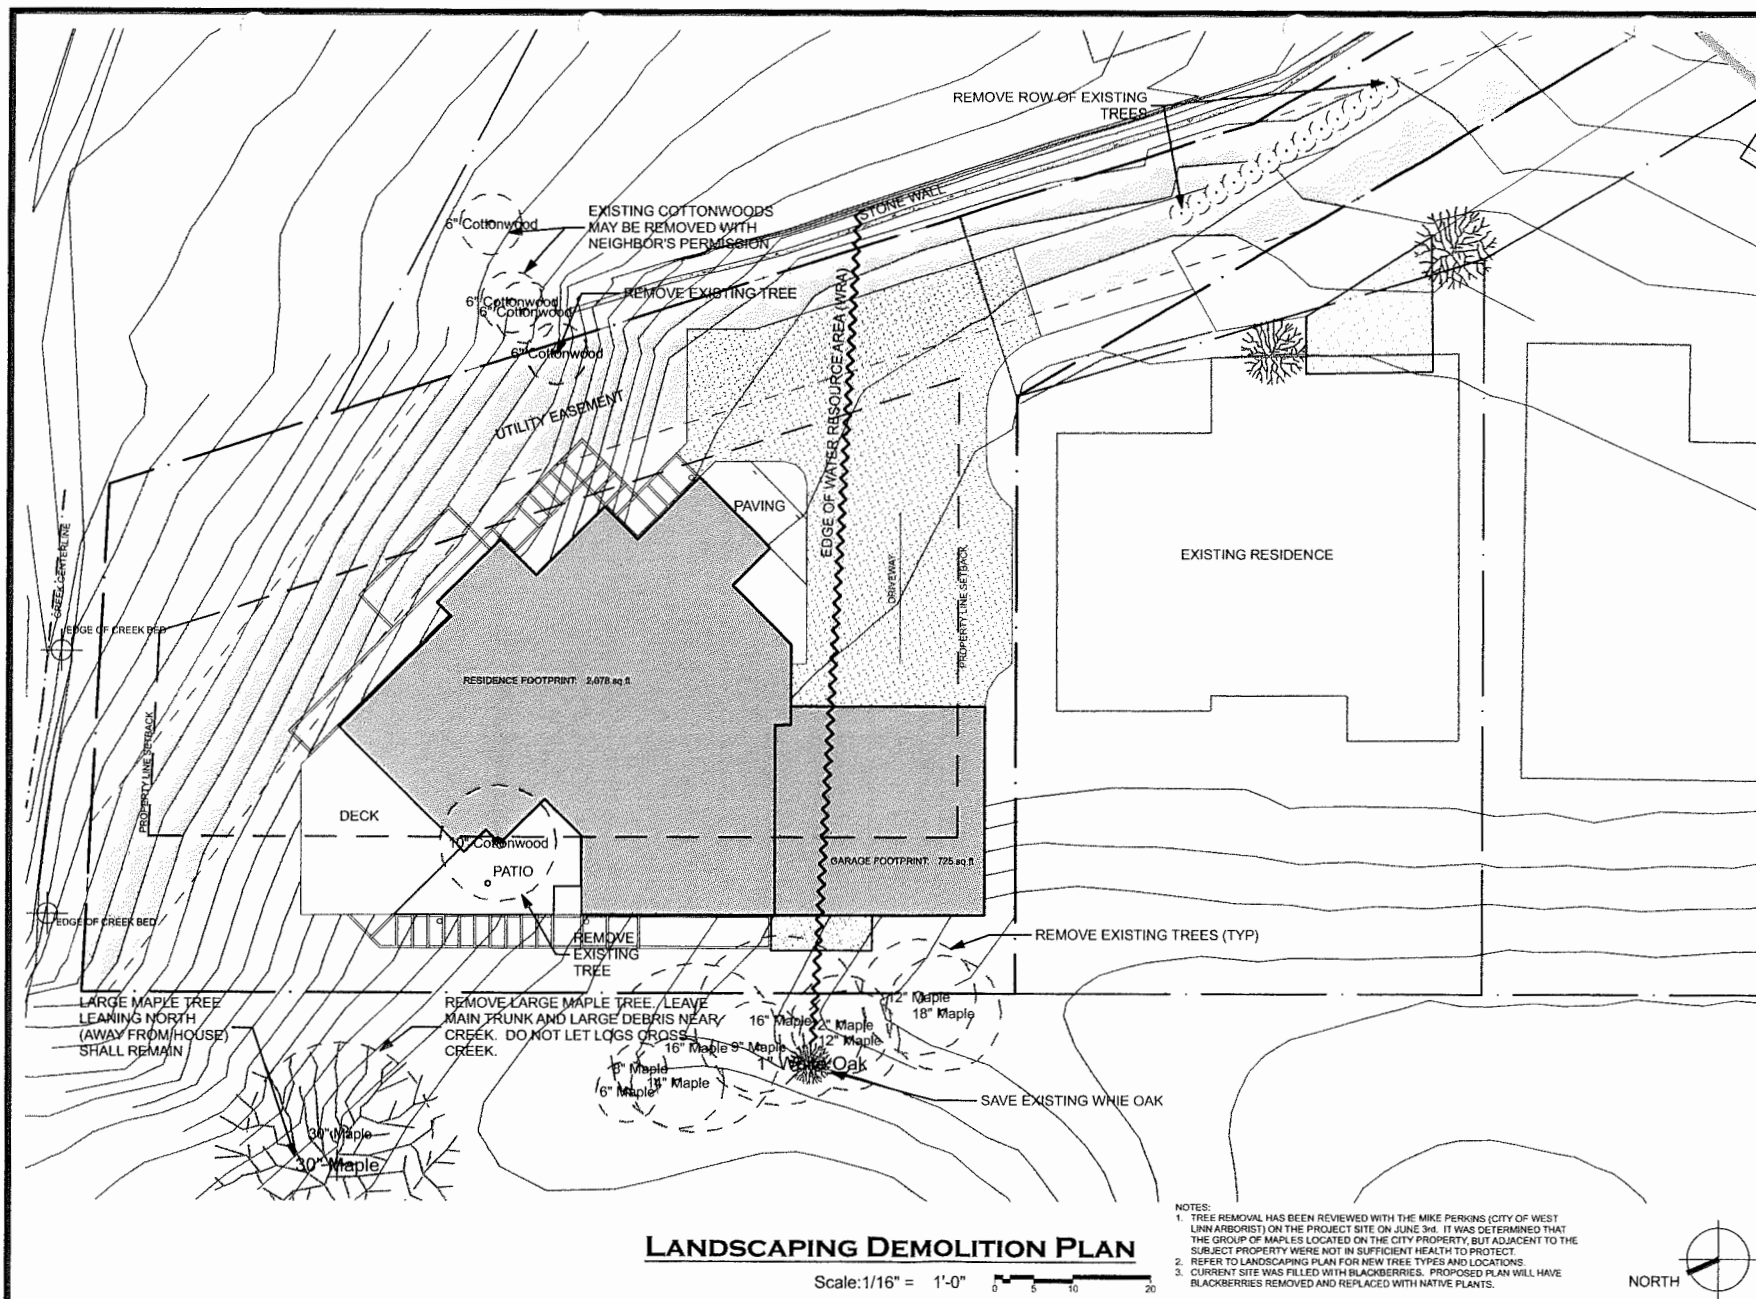 REMOVE ROW OF EXISTING
TREES
STONE WALL
6" Cottonwood
EXISTING COTTONWOODS
MAY BE REMOVED WITH
NEIGHBOR'S PERMISSION
6" Cottonwood
6" Cottonwood
REMOVE EXISTING TREE
6" Cottonwood
UTILITY EASEMENT
EDGE OF WATER RESOURCE AREA (WRA)
PAVING
DRIVEWAY
PROPERTY LINE SETBACK
EXISTING RESIDENCE
CREEK CENTERLINE
EDGE OF CREEK BED
RESIDENCE FOOTPRINT: 2,078 sq ft
PROPERTY LINE SETBACK
DECK
10" Cottonwood
PATIO
GARAGE FOOTPRINT: 725 sq ft
EDGE OF CREEK BED
REMOVE
EXISTING
TREE
REMOVE EXISTING TREES (TYP)
LARGE MAPLE TREE
LEANING NORTH
(AWAY FROM HOUSE)
SHALL REMAIN
REMOVE LARGE MAPLE TREE. LEAVE
MAIN TRUNK AND LARGE DEBRIS NEAR
CREEK. DO NOT LET LOGS CROSS
CREEK.
12" Maple
18" Maple
16" Maple
2" Maple
12" Maple
16" Maple
9" Maple
1" White Oak
8" Maple
14" Maple
6" Maple
SAVE EXISTING WHIE OAK
30" Maple
30" Maple
LANDSCAPING DEMOLITION PLAN
Scale:1/16" = 1'-0"
0 5 10 20
NOTES:
1. TREE REMOVAL HAS BEEN REVIEWED WITH THE MIKE PERKINS (CITY OF WEST
LINN ARBORIST) ON THE PROJECT SITE ON JUNE 3rd. IT WAS DETERMINED THAT
THE GROUP OF MAPLES LOCATED ON THE CITY PROPERTY, BUT ADJACENT TO THE
SUBJECT PROPERTY WERE NOT IN SUFFICIENT HEALTH TO PROTECT.
2. REFER TO LANDSCAPING PLAN FOR NEW TREE TYPES AND LOCATIONS.
3. CURRENT SITE WAS FILLED WITH BLACKBERRIES. PROPOSED PLAN WILL HAVE
BLACKBERRIES REMOVED AND REPLACED WITH NATIVE PLANTS.
NORTH